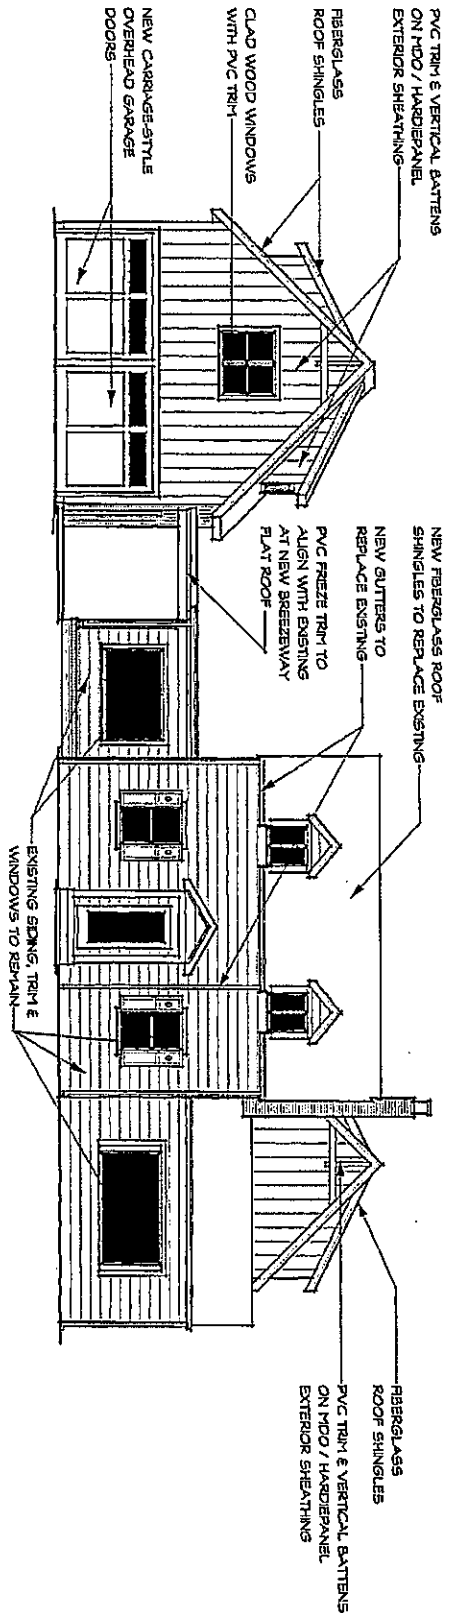 PVC TRIM & VERTICAL BATTENS
ON MDO / HARDIEPANEL
EXTERIOR SHEATHING
FIBERGLASS
ROOF SHINGLES
CLAD WOOD WINDOWS
WITH PVC TRIM
NEW CARRIAGE-STYLE
OVERHEAD GARAGE
DOORS
NEW FIBERGLASS ROOF
SHINGLES TO REPLACE EXISTING
NEW GUTTERS TO
REPLACE EXISTING
PVC FRIEZE TRIM TO
ALIGN WITH EXISTING
AT NEW BREEZEWAY
FLAT ROOF
EXISTING SIDING, TRIM &
WINDOWS TO REMAIN
FIBERGLASS
ROOF SHINGLES
PVC TRIM & VERTICAL BATTENS
ON MDO / HARDIEPANEL
EXTERIOR SHEATHING